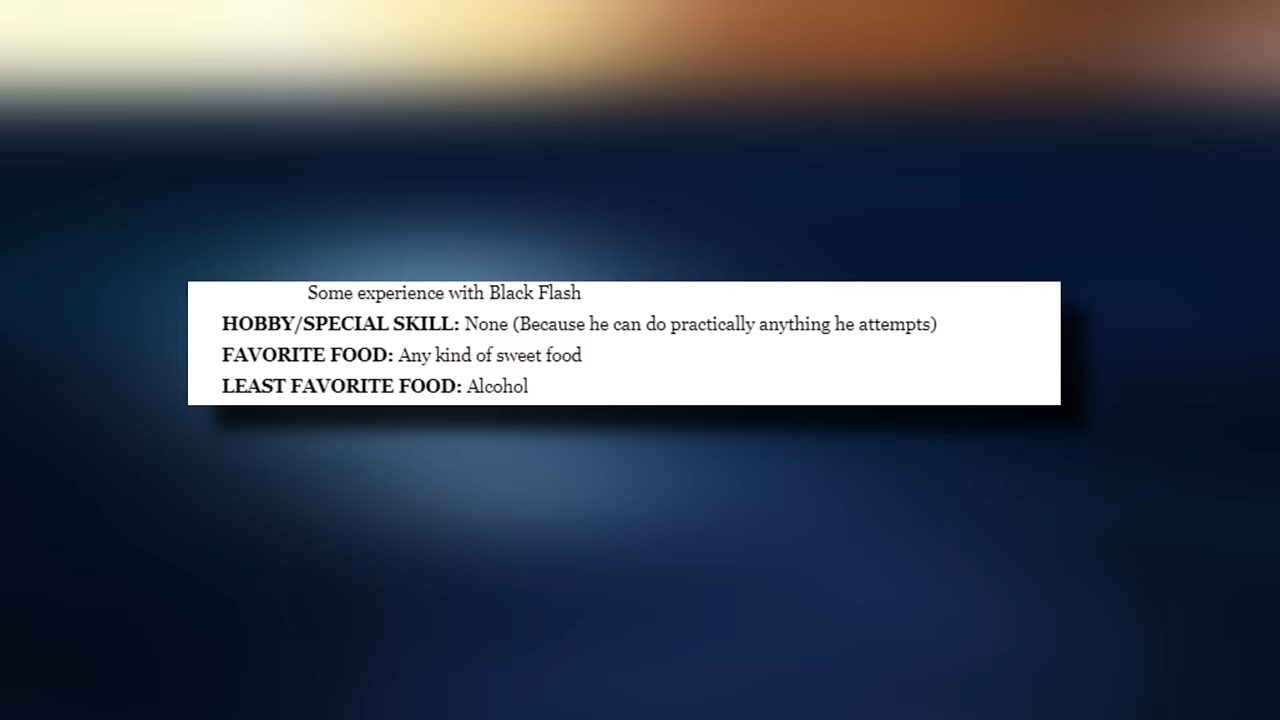 Some experience with Black Flash
HOBBY/SPECIAL SKILL: None (Because he can do practically anything he attempts)
FAVORITE FOOD: Any kind of sweet food
LEAST FAVORITE FOOD: Alcohol